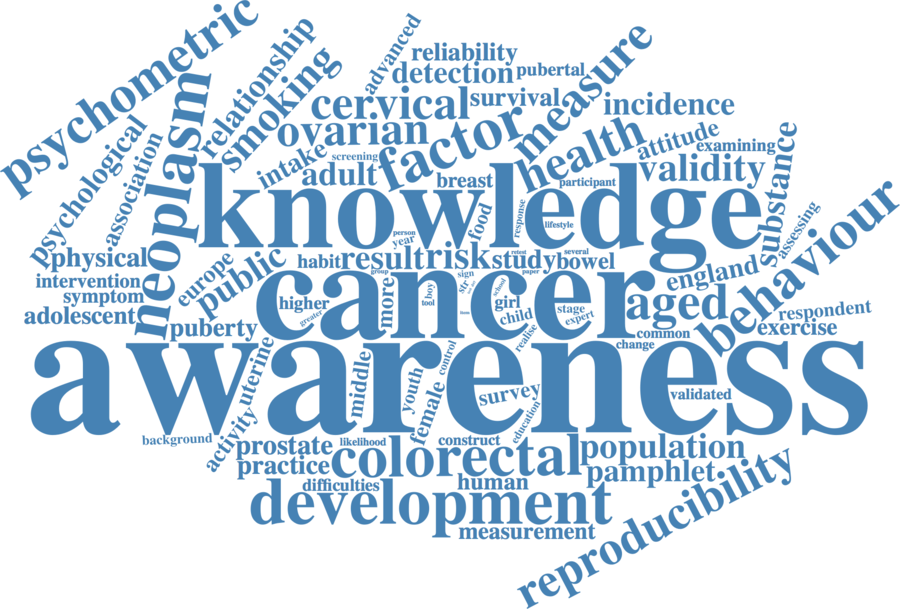 psychometric
relationship
advanced
reliability
detection
pubertal
measure
smoking
neoplasm
cervical
survival
incidence
ovarian
factor
health
attitude
examining
psychological
association
intake
screening
adult
breast
participant
validity
substance
knowledge
food
response
lifestyle
assessing
behaviour
physical
europe
public
habit
result
person
year
risk
study
retest
several
bowel
england
intervention
symptom
adolescent
puberty
higher
greater
cancer
more
group
tool
boy
sign
str
item
paper
school
girl
child
stage
expert
aged
common
change
respondent
exercise
realise
awareness
uterine
middle
youth
control
female
survey
education
validated
background
activity
prostate
likelihood
construct
colorectal
population
practice
difficulties
human
pamphlet
development
measurement
reproducibility